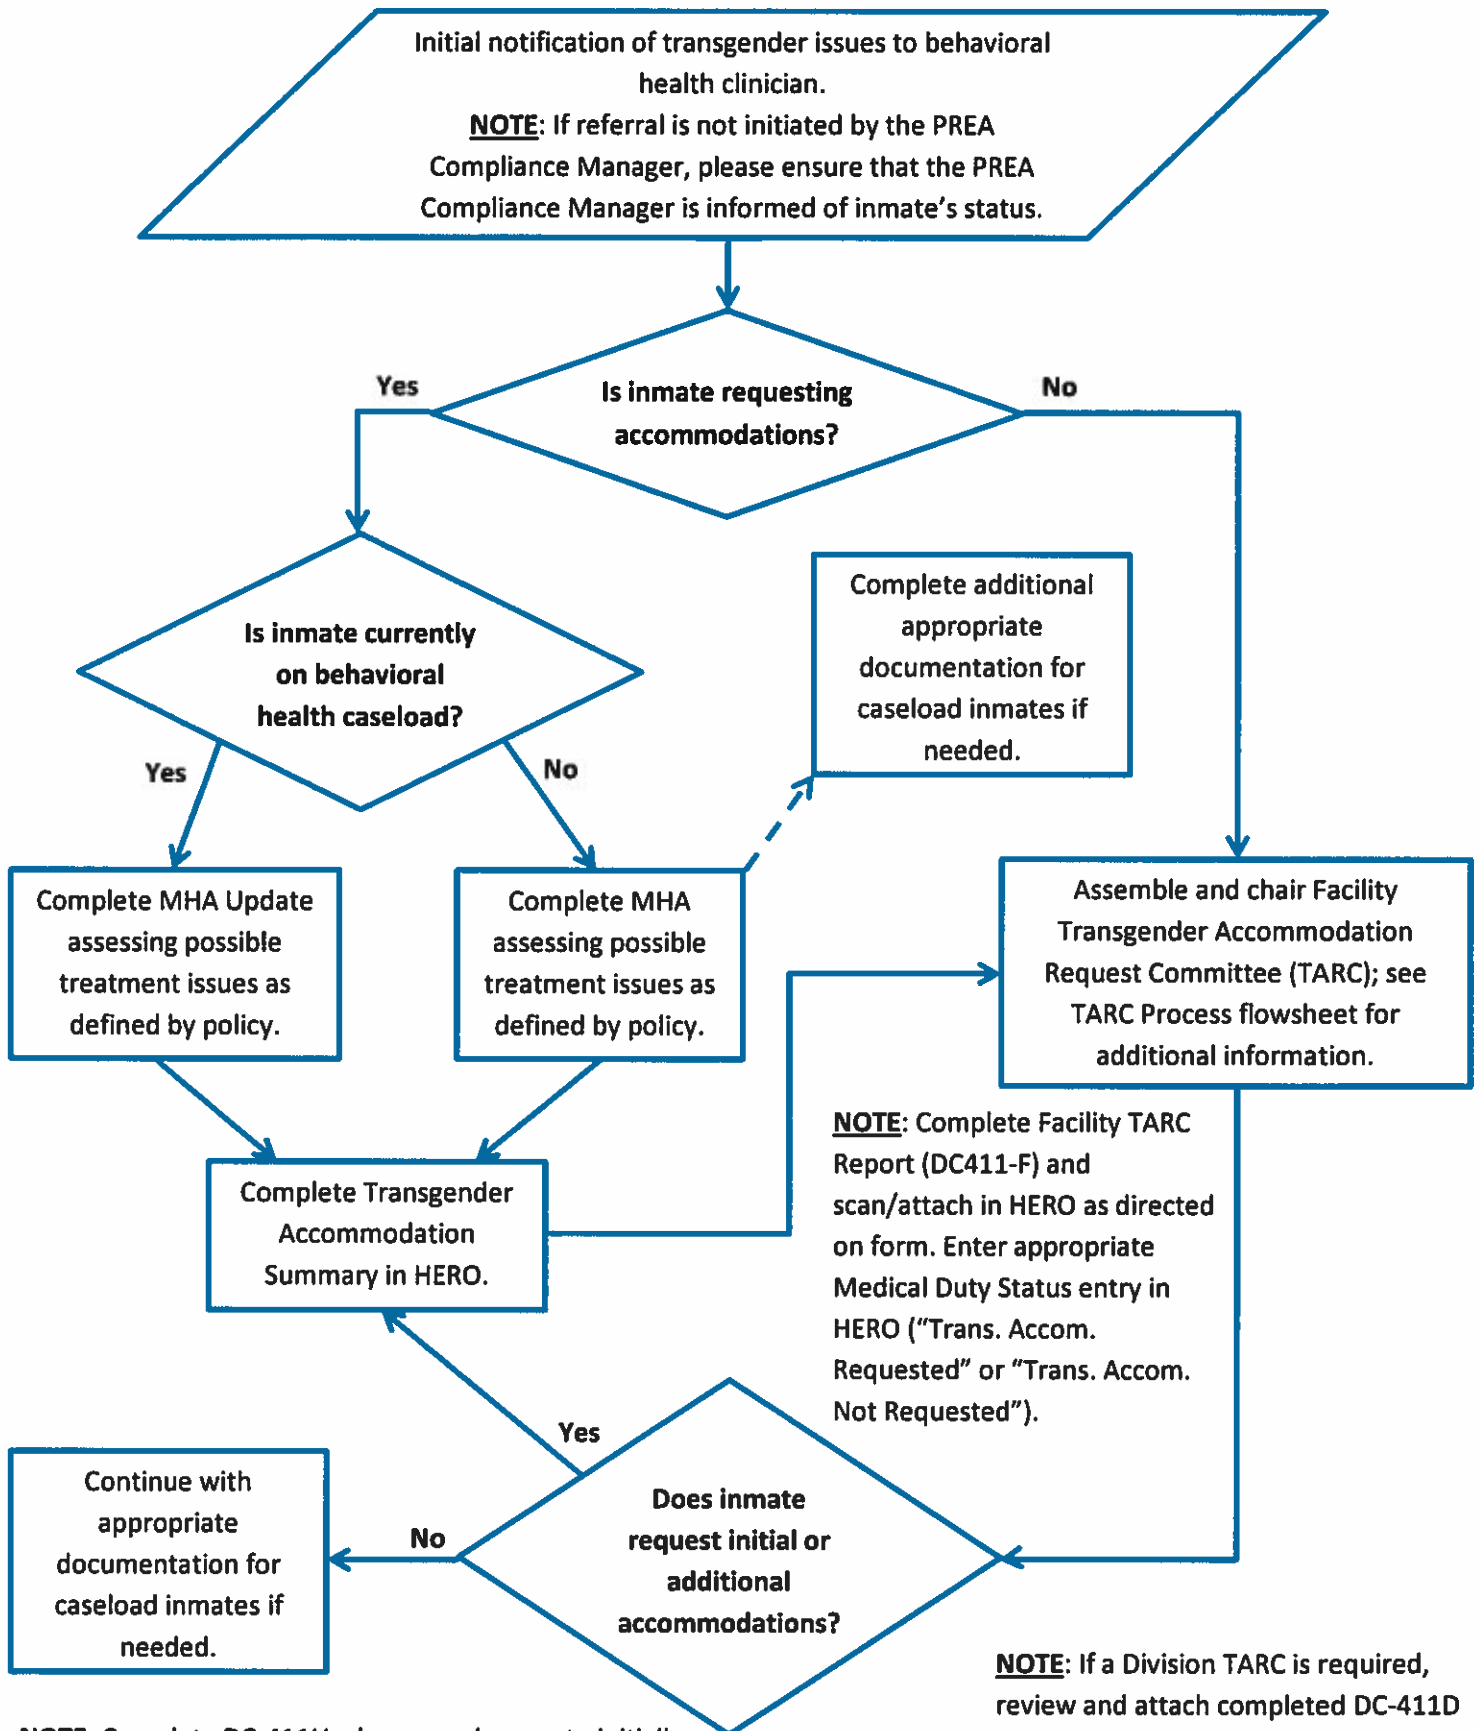 Initial notification of transgender issues to behavioral
health clinician.
NOTE: If referral is not initiated by the PREA
Compliance Manager, please ensure that the PREA
Compliance Manager is informed of inmate's status.
Yes
Is inmate requesting
accommodations?
No
Is inmate currently
on behavioral
health caseload?
Complete additional
appropriate
documentation for
caseload inmates if
needed.
Yes
No
Complete MHA Update
assessing possible
treatment issues as
defined by policy.
Complete MHA
assessing possible
treatment issues as
defined by policy.
Assemble and chair Facility
Transgender Accommodation
Request Committee (TARC); see
TARC Process flowsheet for
additional information.
Complete Transgender
Accommodation
Summary in HERO.
NOTE: Complete Facility TARC
Report (DC411-F) and
scan/attach in HERO as directed
on form. Enter appropriate
Medical Duty Status entry in
HERO ("Trans. Accom.
Requested" or "Trans. Accom.
Not Requested").
Yes
Does inmate
request initial or
additional
accommodations?
No
Continue with
appropriate
documentation for
caseload inmates if
needed.
NOTE: If a Division TARC is required,
review and attach completed DC-411D